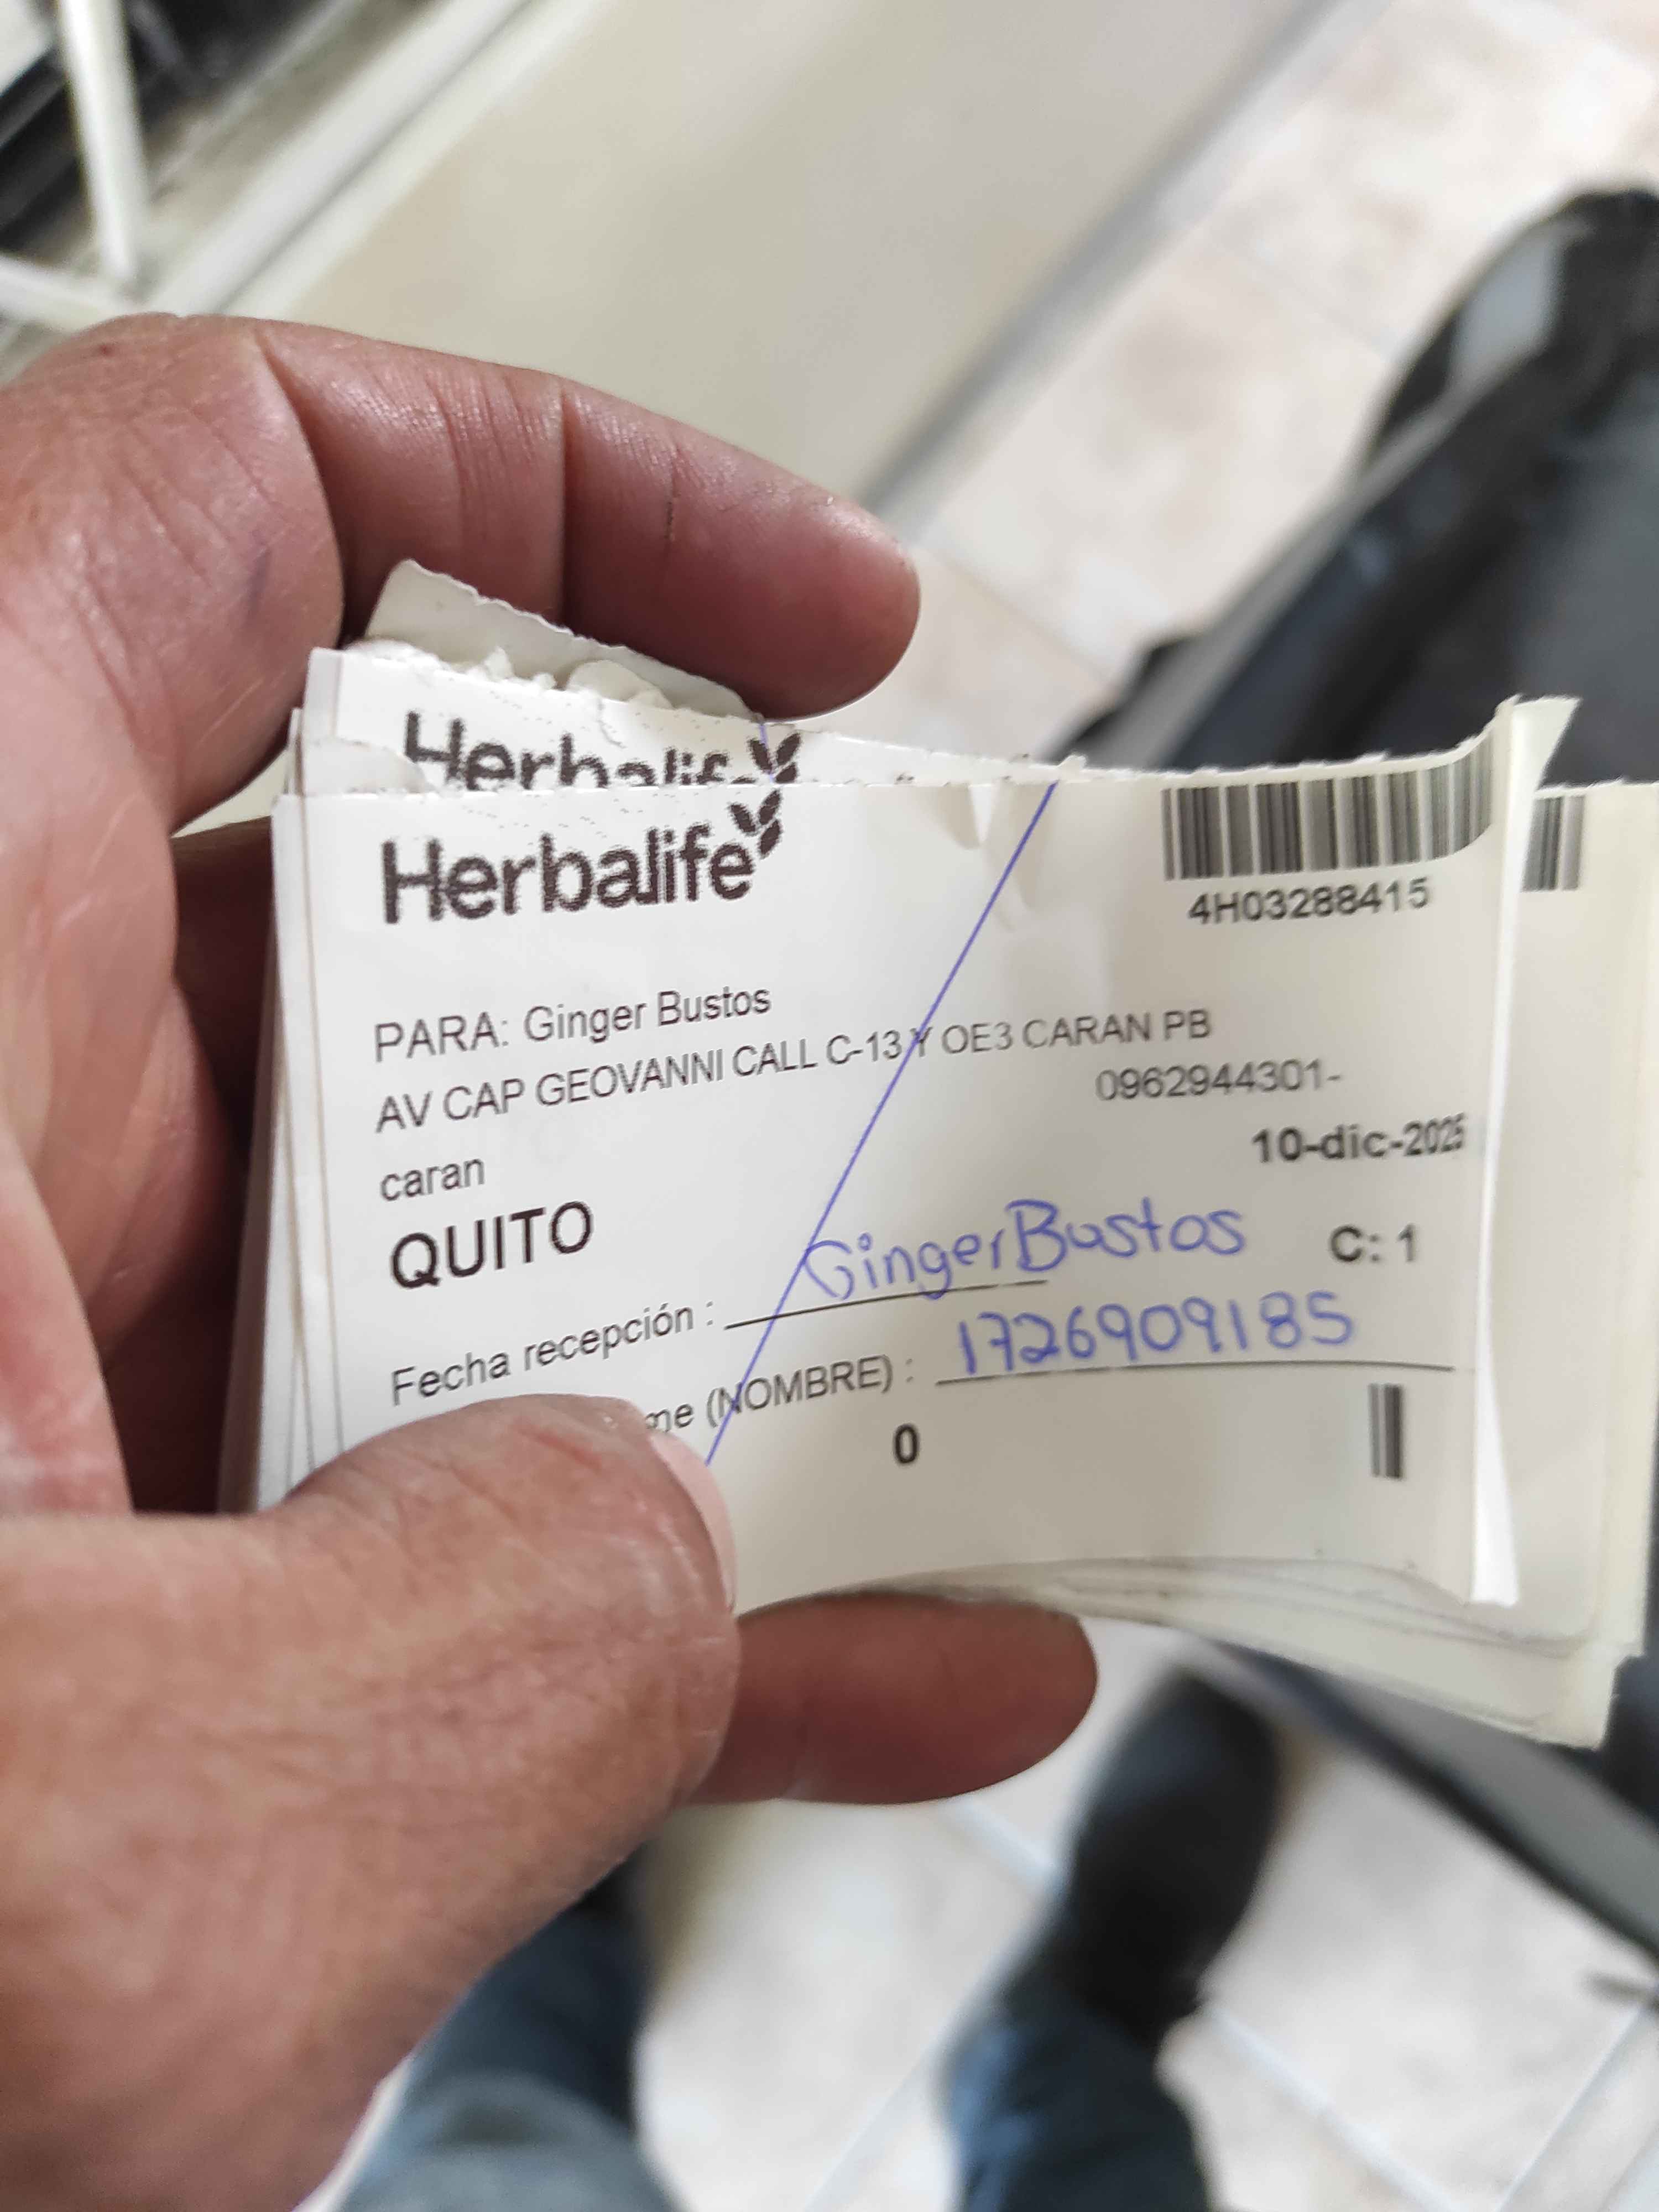 Herbalife
Herbalife
4H03288415
PARA: Ginger Bustos
AV CAP GEOVANNI CALL C-13 Y OE3 CARAN PB
0962944301-
caran
10-dic-2025
QUITO
GingerBustos
C: 1
Fecha recepción :
(NOMBRE) : 1726909185
0